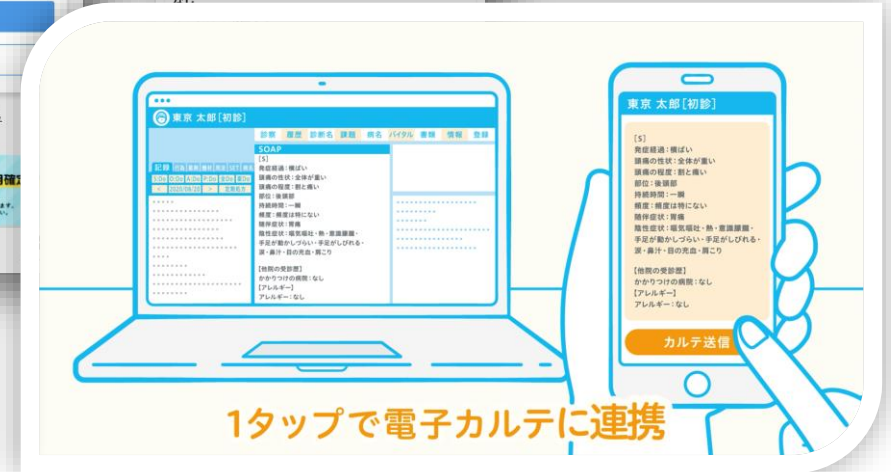 東京 太郎［初診］
診察 履歴 診断名 課題 病名 バイタル 書類 情報 登録
SOAP
[S]
発症経過：横ばい
頭痛の性状：全体が重い
頭痛の程度：割と痛い
部位：後頭部
持続時間：一瞬
頻度：頻度は特にない
随伴症状：胃痛
陰性症状：嘔気嘔吐・熱・意識朦朧・
手足が動かしづらい・手足がしびれる・
涙・鼻汁・目の充血・肩こり
【他院の受診歴】
かかりつけの病院：なし
【アレルギー】
アレルギー：なし
記録
東京 太郎［初診］
[S]
発症経過：横ばい
頭痛の性状：全体が重い
頭痛の程度：割と痛い
部位：後頭部
持続時間：一瞬
頻度：頻度は特にない
随伴症状：胃痛
陰性症状：嘔気嘔吐・熱・意識朦朧・
手足が動かしづらい・手足がしびれる・
涙・鼻汁・目の充血・肩こり
【他院の受診歴】
かかりつけの病院：なし
【アレルギー】
アレルギー：なし
カルテ送信
1タップで電子カルテに連携